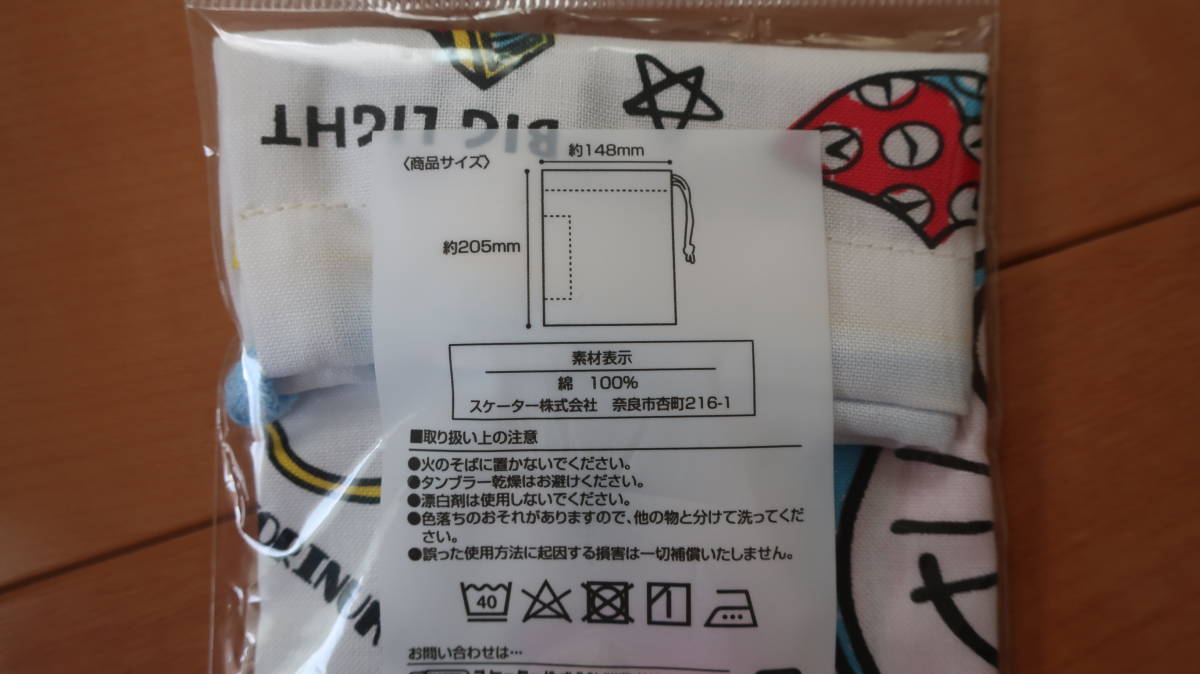 BIG LIGHT
〈商品サイズ〉
約148mm
約205mm
素材表示
綿 100%
スケーター株式会社 奈良市杏町216-1
■取り扱い上の注意
●火のそばに置かないでください。
●タンブラー乾燥はお避けください。
●漂白剤は使用しないでください。
●色落ちのおそれがありますので、他の物と分けて洗ってくだ
さい。
●誤った使用方法に起因する損害は一切補償いたしません。
40
お問い合わせは…